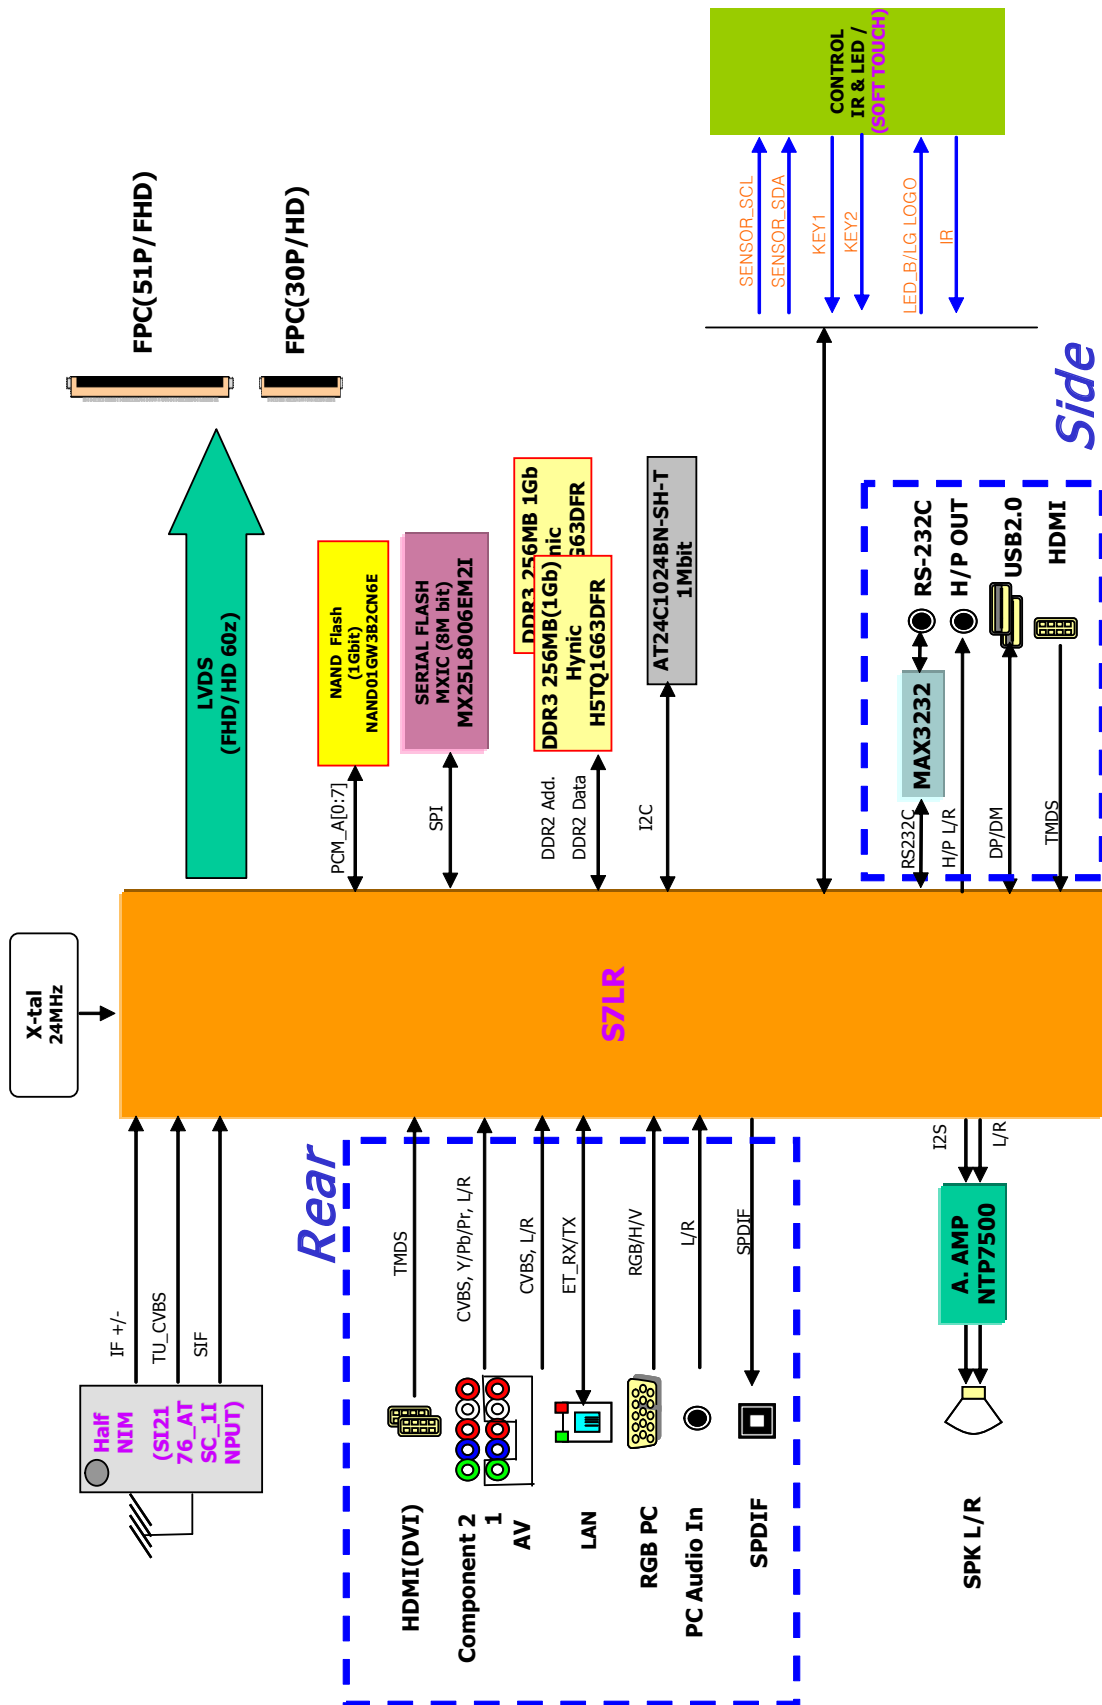 X-tal
24MHz
Half
NIM
(SI21
76_AT
SC_1I
NPUT)
IF +/-
TU_CVBS
SIF
LVDS
(FHD/HD 60z)
FPC(51P/FHD)
FPC(30P/HD)
S7LR
NAND Flash
(1Gbit)
NAND01GW3B2CN6E
PCM_A[0:7]
SERIAL FLASH
MXIC (8M bit)
MX25L8006EM2I
SPI
DDR3 256MB 1Gb
nic
G63DFR
DDR3 256MB(1Gb)
Hynic
H5TQ1G63DFR
DDR2 Add.
DDR2 Data
AT24C1024BN-SH-T
1Mbit
I2C
CONTROL
IR & LED /
(SOFT TOUCH)
SENSOR_SCL
SENSOR_SDA
KEY1
KEY2
LED_B/LG LOGO
IR
Side
RS-232C
MAX3232
RS232C
H/P OUT
H/P L/R
USB2.0
DP/DM
HDMI
TMDS
Rear
HDMI(DVI)
TMDS
Component 2
1
CVBS, Y/Pb/Pr, L/R
AV
CVBS, L/R
LAN
ET_RX/TX
RGB PC
RGB/H/V
PC Audio In
L/R
SPDIF
SPDIF
I2S
L/R
A. AMP
NTP7500
SPK L/R